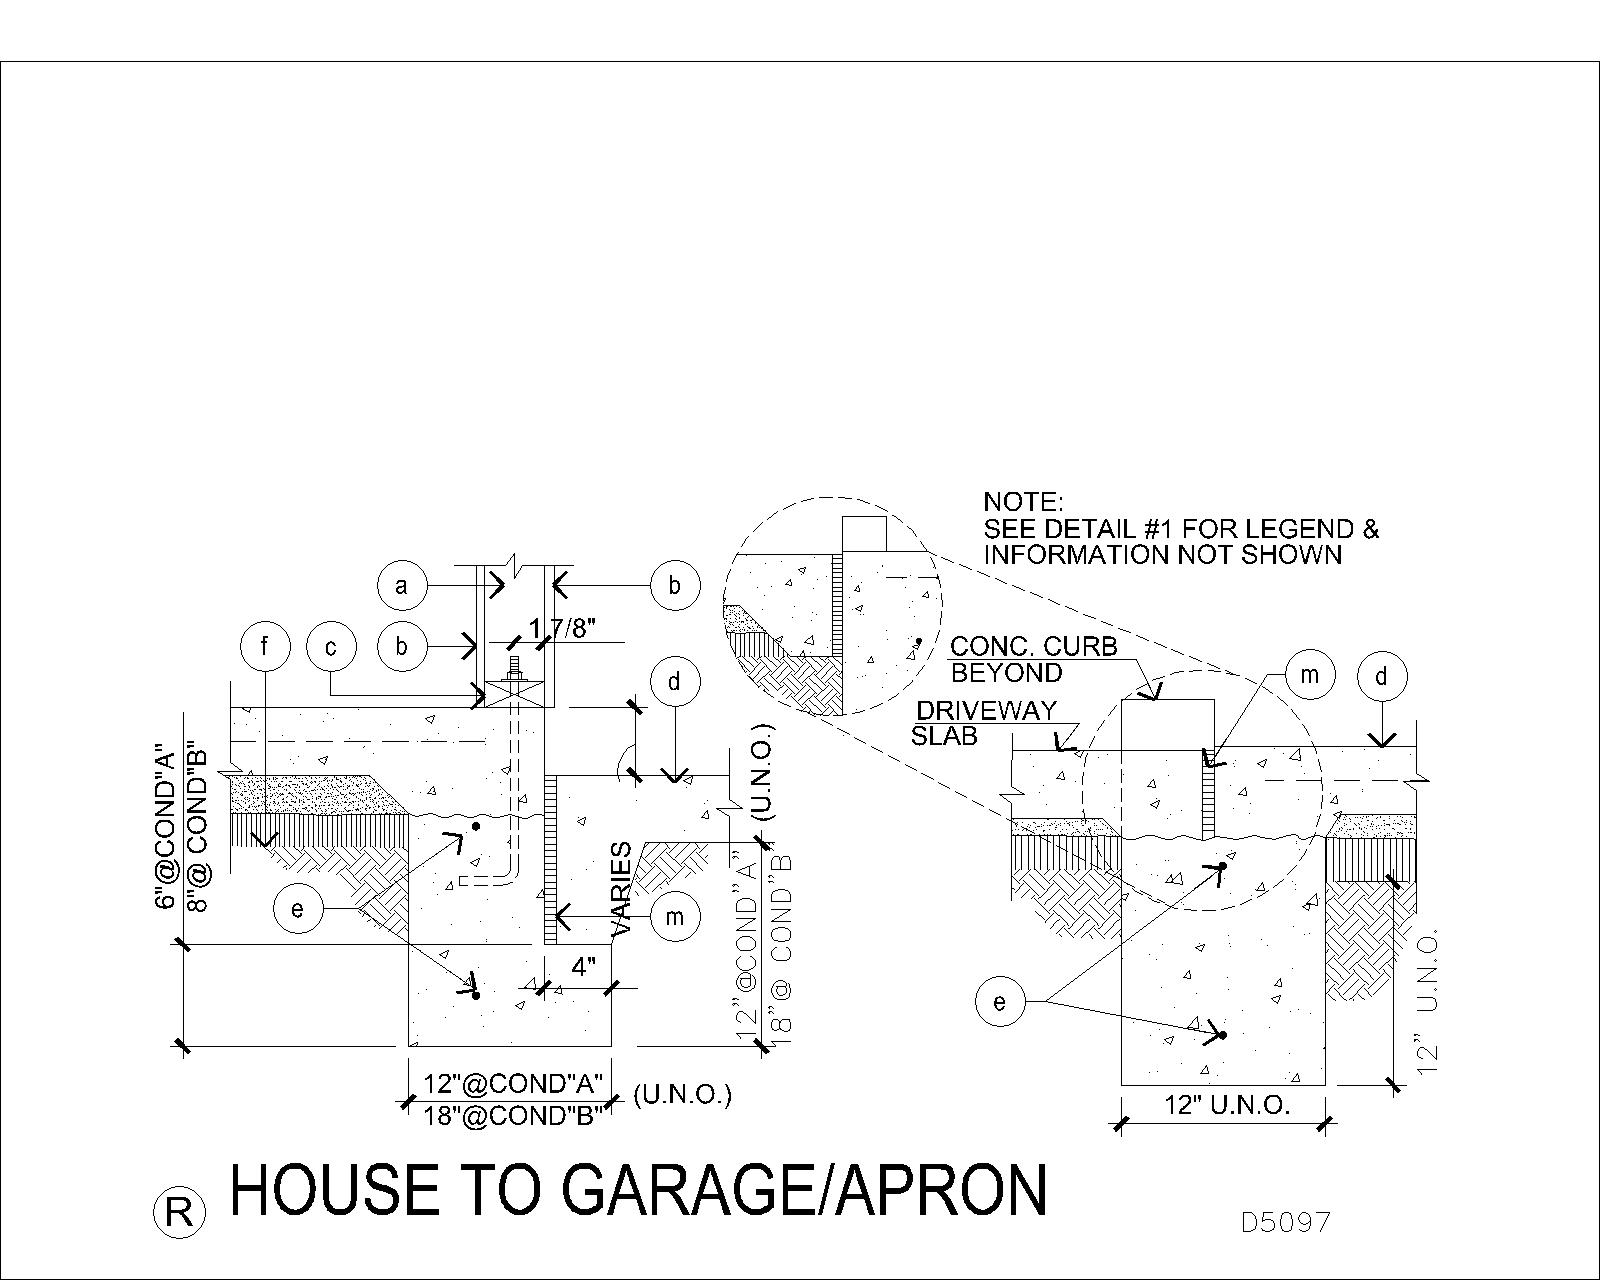 NOTE:
SEE DETAIL #1 FOR LEGEND &
INFORMATION NOT SHOWN
a
b
f
c
b
1 7/8"
d
CONC. CURB
BEYOND
DRIVEWAY
SLAB
m
d
6"@COND"A"
8"@ COND"B"
(U.N.O.)
VARIES
12"@COND"A"
18"@ COND"B
e
m
4"
e
12" U.N.O.
12"@COND"A"
18"@COND"B"
(U.N.O.)
12" U.N.O.
R
HOUSE TO GARAGE/APRON
D5097